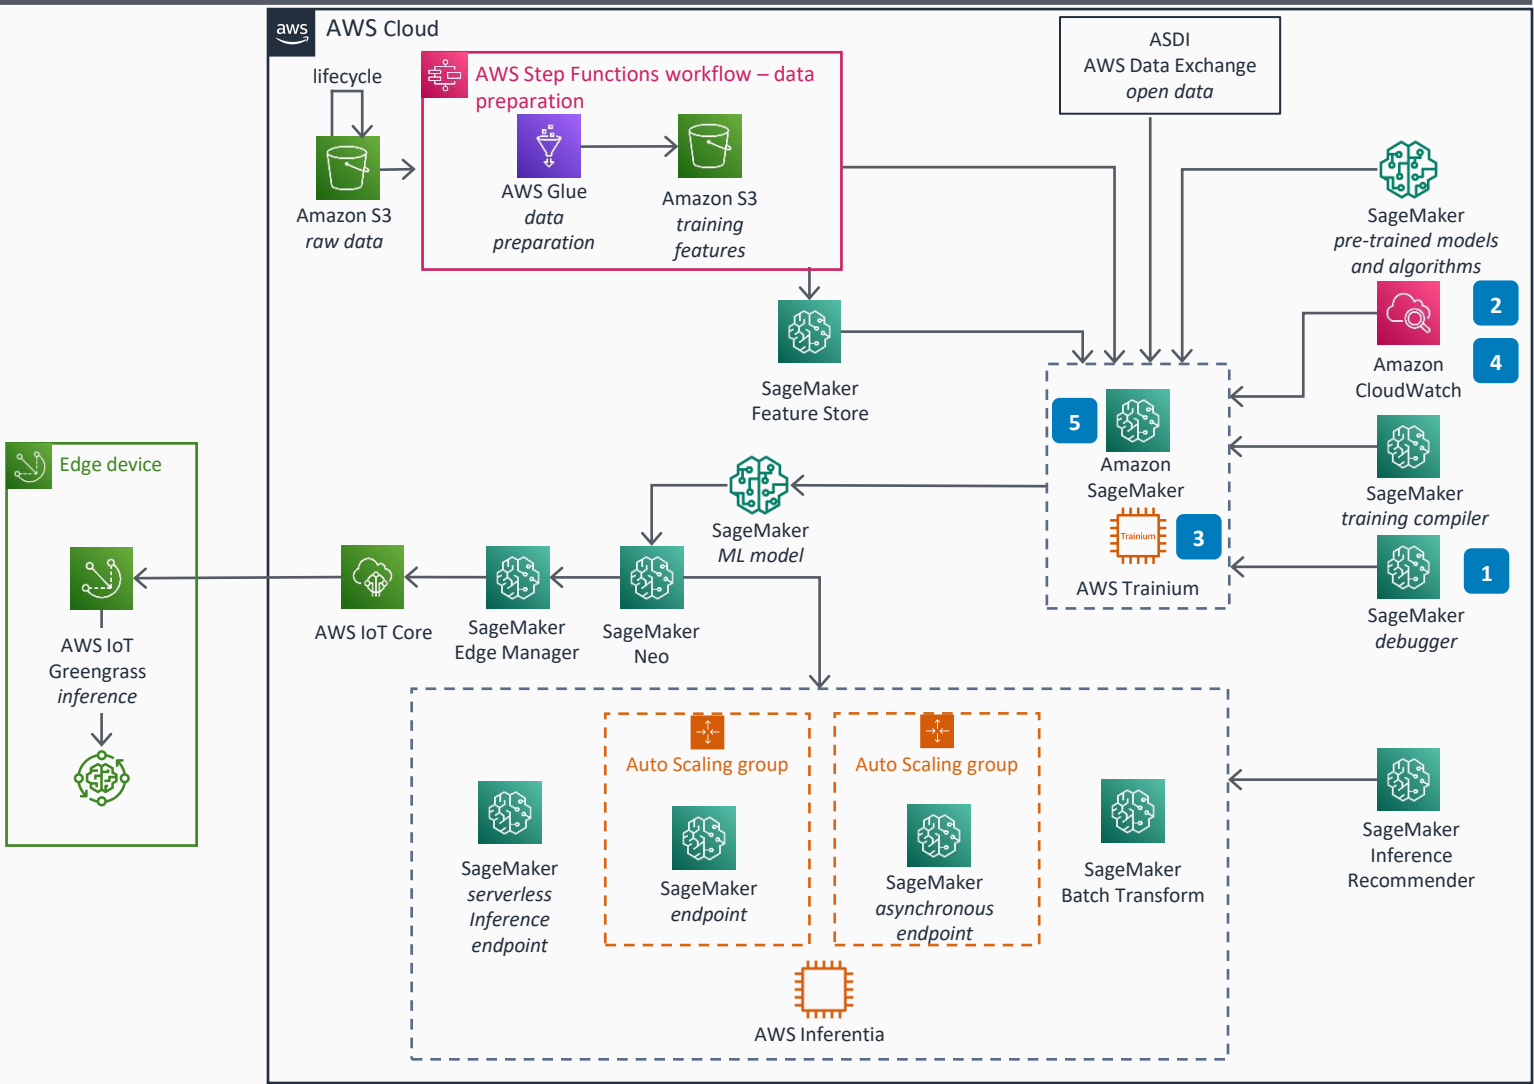 aws
AWS Cloud
lifecycle
Amazon S3
raw data
AWS Step Functions workflow – data
preparation
AWS Glue
data
preparation
Amazon S3
training
features
ASDI
AWS Data Exchange
open data
SageMaker
pre-trained models
and algorithms
2
4
Amazon
CloudWatch
SageMaker
Feature Store
5
Amazon
SageMaker
Trainium
3
AWS Trainium
SageMaker
training compiler
1
SageMaker
debugger
SageMaker
ML model
Edge device
AWS IoT
Greengrass
inference
AWS IoT Core
SageMaker
Edge Manager
SageMaker
Neo
Auto Scaling group
Auto Scaling group
SageMaker
serverless
Inference
endpoint
SageMaker
endpoint
SageMaker
asynchronous
endpoint
SageMaker
Batch Transform
SageMaker
Inference
Recommender
AWS Inferentia